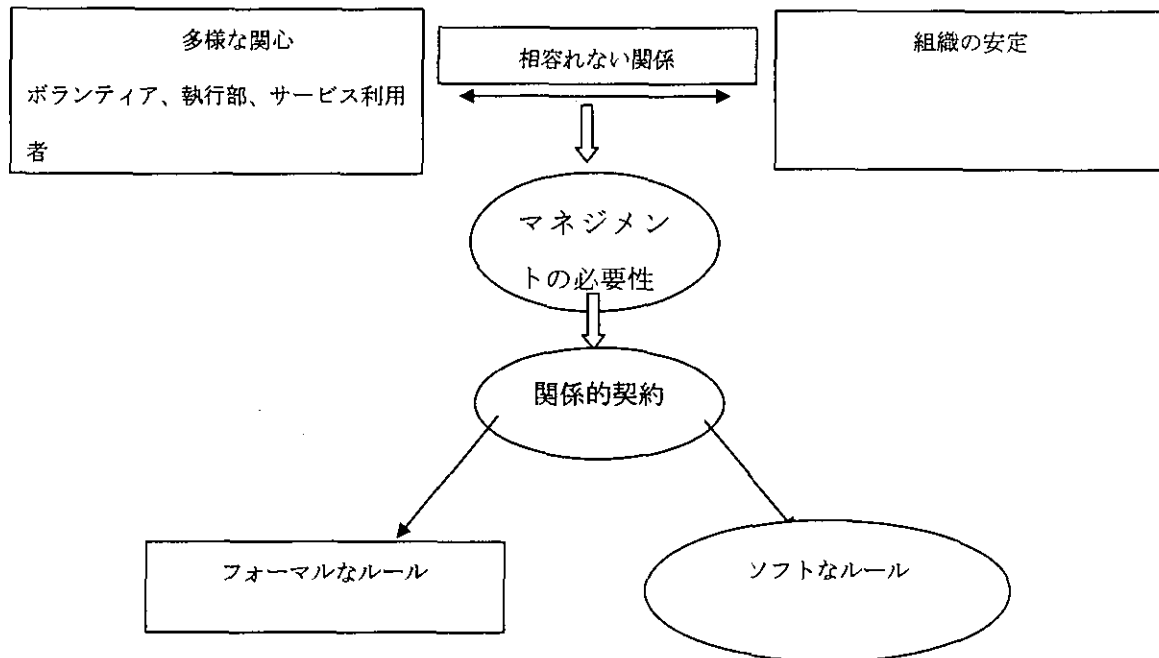 多様な関心
ボランティア、執行部、サービス利用
者
相容れない関係
組織の安定
マネジメン
トの必要性
関係的契約
フォーマルなルール
ソフトなルール